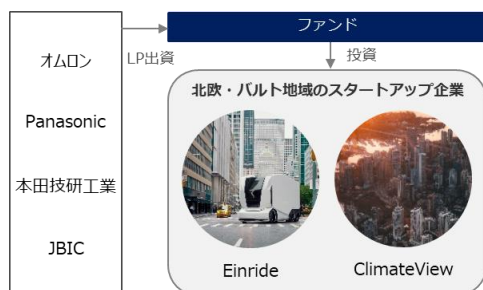 ファンド
オムロン
LP出資
投資
北欧・バルト地域のスタートアップ企業
Panasonic
本田技研工業
JBIC
Einride
ClimateView